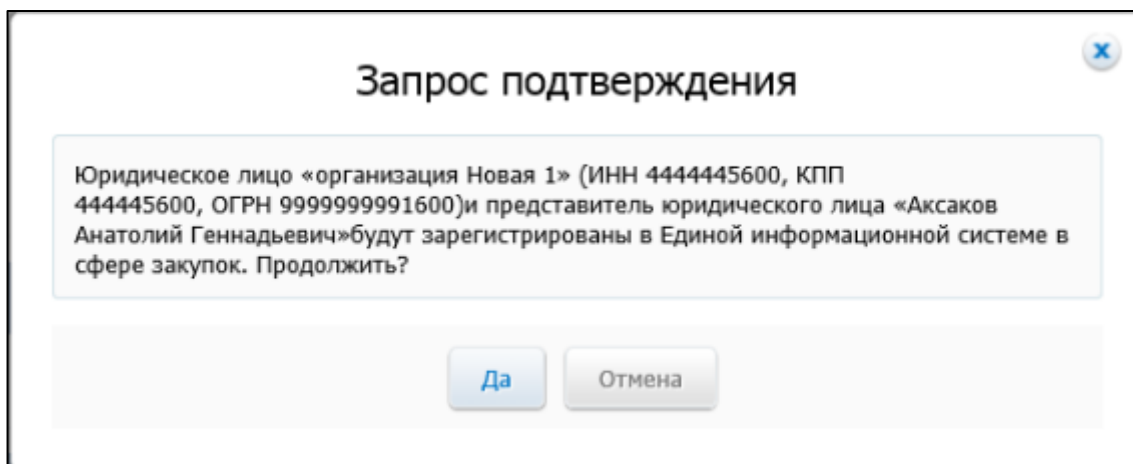 Запрос подтверждения
Юридическое лицо «организация Новая 1» (ИНН 4444445600, КПП
444445600, ОГРН 9999999991600)и представитель юридического лица «Аксаков
Анатолий Геннадьевич»будут зарегистрированы в Единой информационной системе в
сфере закупок. Продолжить?
Да
Отмена